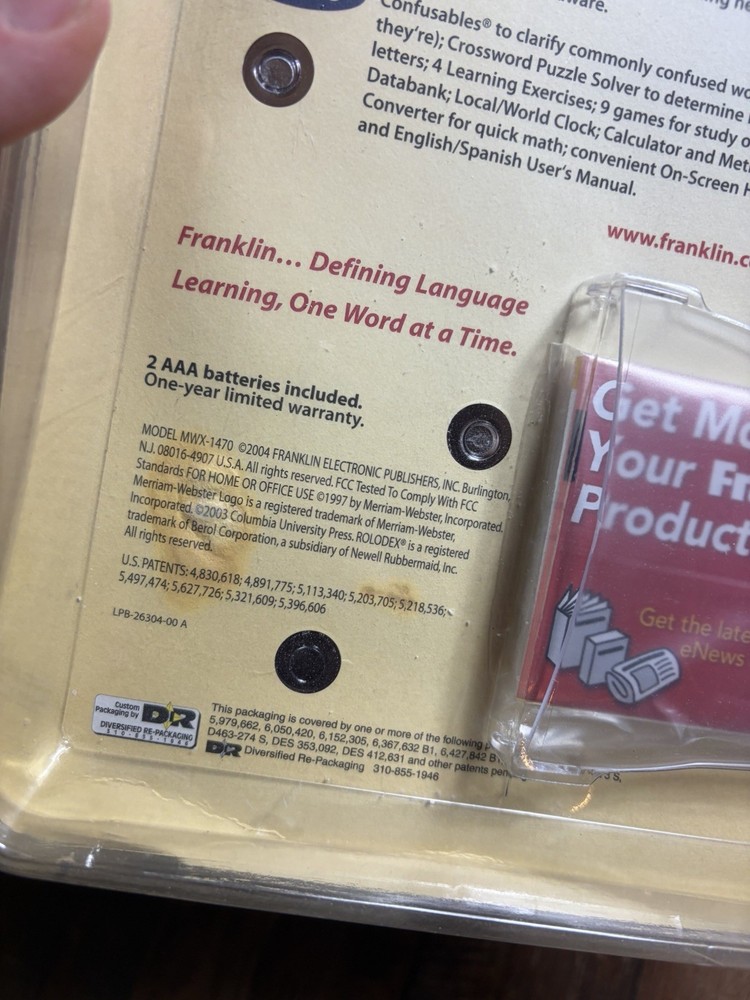 ware.
Confusables® to clarify commonly confused
they're); Crossword Puzzle Solver to determine
letters; 4 Learning Exercises; 9 games for study
Databank; Local/World Clock; Calculator and
Converter for quick math; convenient On-Screen
and English/Spanish User's Manual.
www.franklin.c
Franklin... Defining Language
Learning, One Word at a Time.
2 AAA batteries included.
One-year limited warranty.
MODEL MWX-1470 ©2004 FRANKLIN ELECTRONIC PUBLISHERS, INC. Burlington,
N.J. 08016-4907 U.S.A. All rights reserved. FCC Tested To Comply With FCC
Standards FOR HOME OR OFFICE USE ©1997 by Merriam-Webster, Incorporated.
Merriam-Webster Logo is a registered trademark of Merriam-Webster,
Incorporated. ©2003 Columbia University Press. ROLODEX® is a registered
trademark of Berol Corporation, a subsidiary of Newell Rubbermaid, Inc.
All rights reserved.
U.S. PATENTS: 4,830,618; 4,891,775; 5,113,340; 5,203,705; 5,218,536;
5,497,474; 5,627,726; 5,321,609; 5,396,606
LPB-26304-00 A
Get Mo
Your Fr
Product
Get the late
eNews
Custom
Packaging by
DR
DIVERSIFIED RE-PACKAGING
310-855-1946
This packaging is covered by one or more of the following
5,979,662, 6,050,420, 6,152,305, 6,367,632 B1, 6,427,842 B
D463-274 S, DES 353,092, DES 412,631 and other patents pen
DR Diversified Re-Packaging 310-855-1946